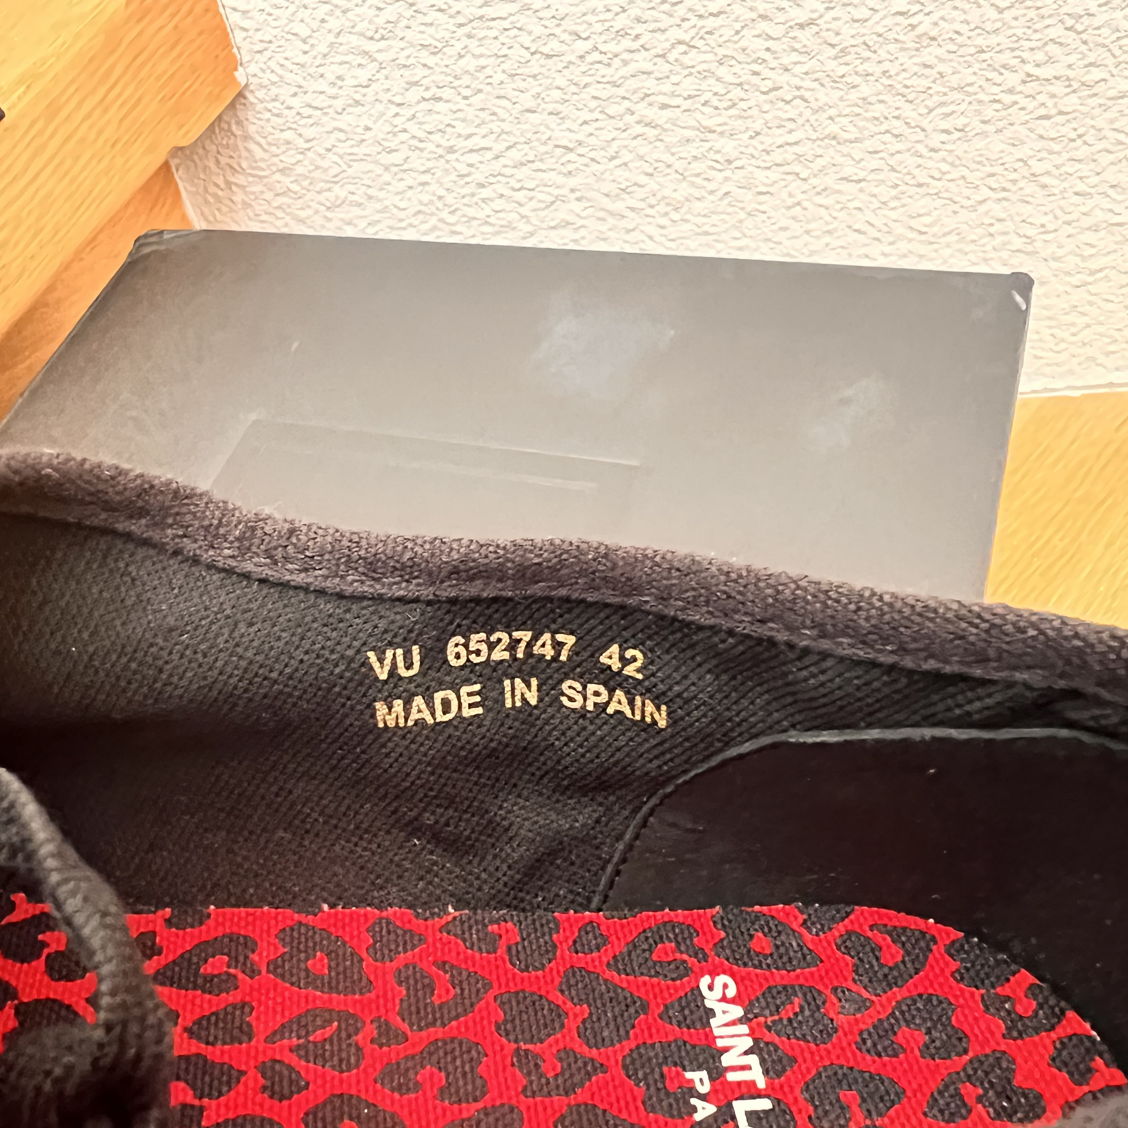 VU 652747 42
MADE IN SPAIN
SAINT L
PA